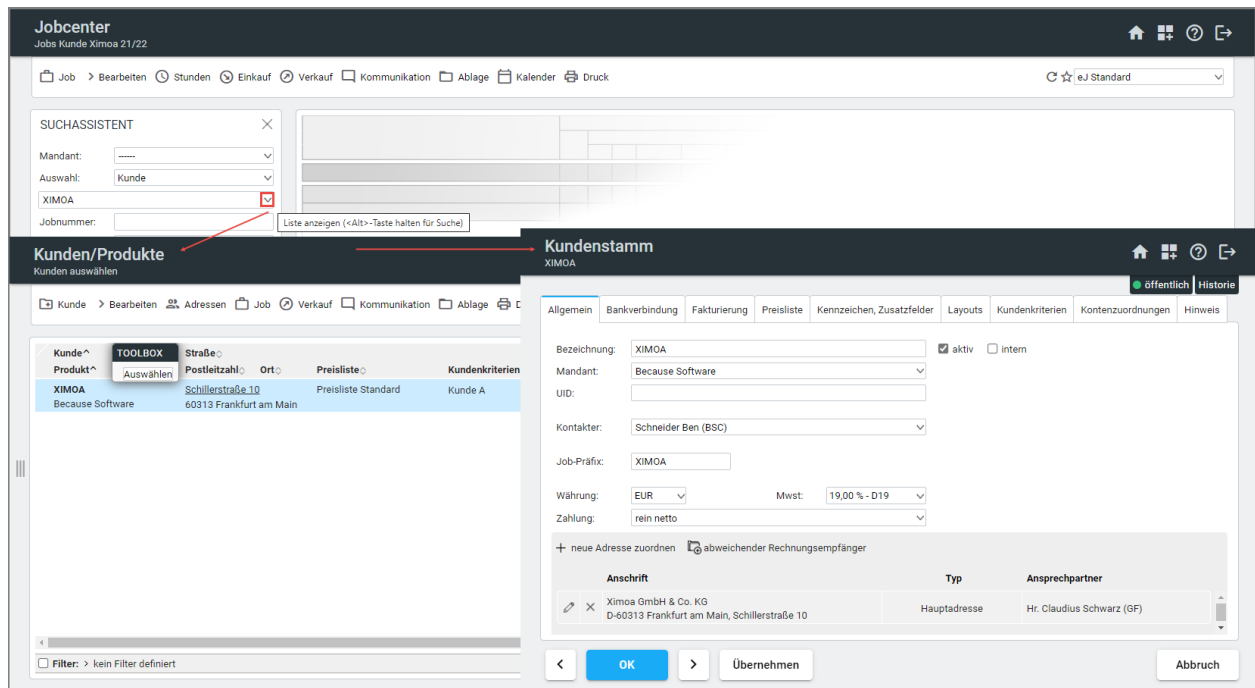 Jobcenter
Jobs Kunde Ximoa 21/22
Job > Bearbeiten Stunden Einkauf Verkauf Kommunikation Ablage Kalender Druck eJ Standard
SUCHASSISTENT
Mandant: ------
Auswahl: Kunde
XIMOA
Jobnummer:
Liste anzeigen (<Alt>-Taste halten für Suche)
Kunden/Produkte
Kunden auswählen
Kunde > Bearbeiten Adressen Job Verkauf Kommunikation Ablage
Kunde^ TOOLBOX Straße
Produkt^ Auswählen Postleitzahl Ort Preisliste Kundenkriterien
XIMOA Schillerstraße 10 Preisliste Standard Kunde A
Because Software 60313 Frankfurt am Main
Filter: > kein Filter definiert
Kundenstamm
XIMOA
öffentlich Historie
Allgemein Bankverbindung Fakturierung Preisliste Kennzeichen, Zusatzfelder Layouts Kundenkriterien Kontenzuordnungen Hinweis
Bezeichnung: XIMOA aktiv intern
Mandant: Because Software
UID:
Kontakter: Schneider Ben (BSC)
Job-Präfix: XIMOA
Währung: EUR Mwst: 19,00 % - D19
Zahlung: rein netto
+ neue Adresse zuordnen abweichender Rechnungsempfänger
Anschrift Typ Ansprechpartner
Ximoa GmbH & Co. KG
D-60313 Frankfurt am Main, Schillerstraße 10 Hauptadresse Hr. Claudius Schwarz (GF)
< OK > Übernehmen Abbruch